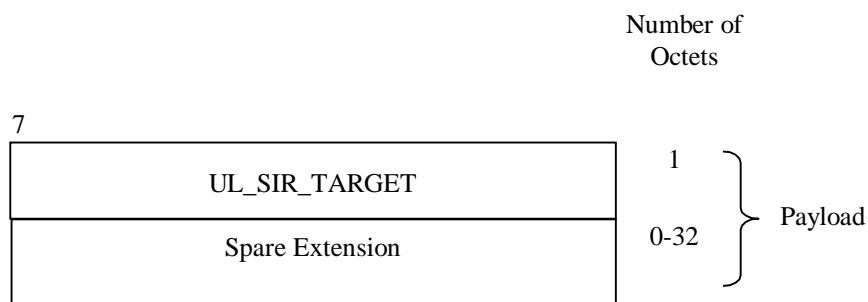 Number of
Octets
7
UL_SIR_TARGET
1
Spare Extension
0-32
Payload